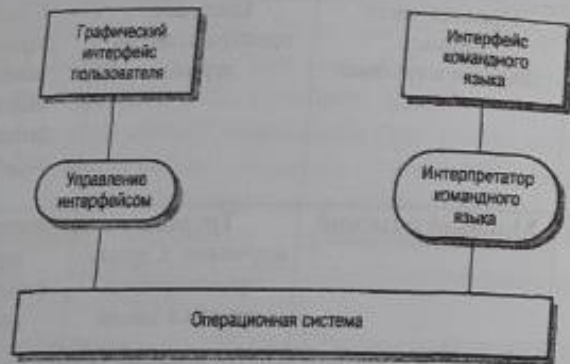 Графический
интерфейс
пользователя
Интерфейс
командного
языка
Управление
интерфейсом
Интерпретатор
командного
языка
Операционная система